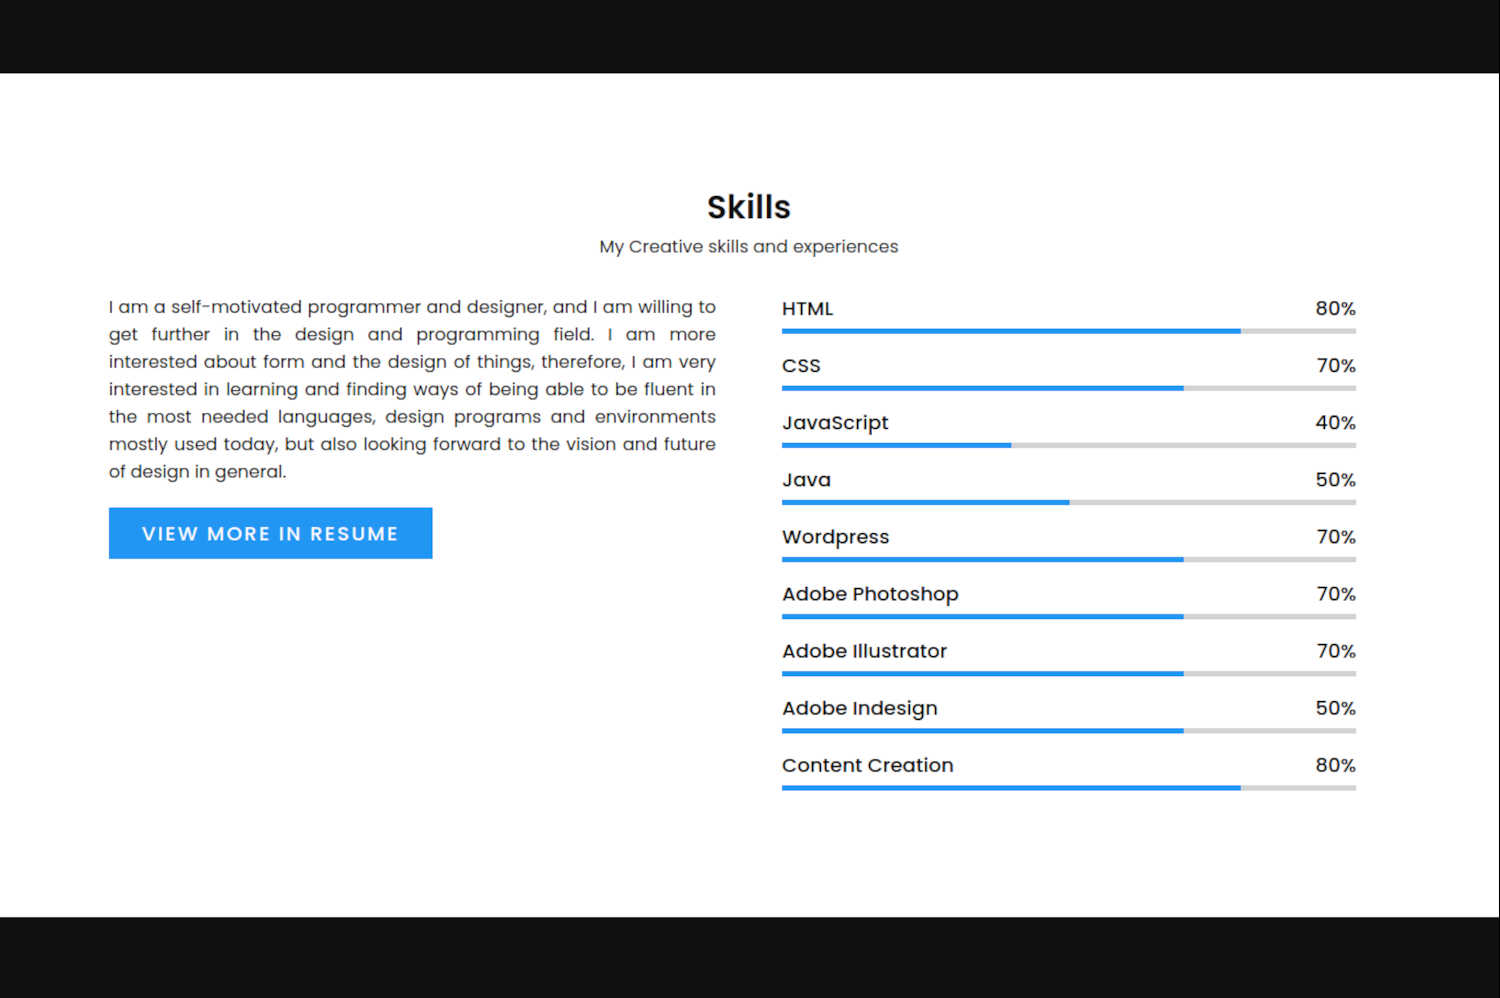 Skills
My Creative skills and experiences
I am a self-motivated programmer and designer, and I am willing to
get further in the design and programming field. I am more
interested about form and the design of things, therefore, I am very
interested in learning and finding ways of being able to be fluent in
the most needed languages, design programs and environments
mostly used today, but also looking forward to the vision and future
of design in general.
VIEW MORE IN RESUME
HTML 80%
CSS 70%
JavaScript 40%
Java 50%
Wordpress 70%
Adobe Photoshop 70%
Adobe Illustrator 70%
Adobe Indesign 50%
Content Creation 80%